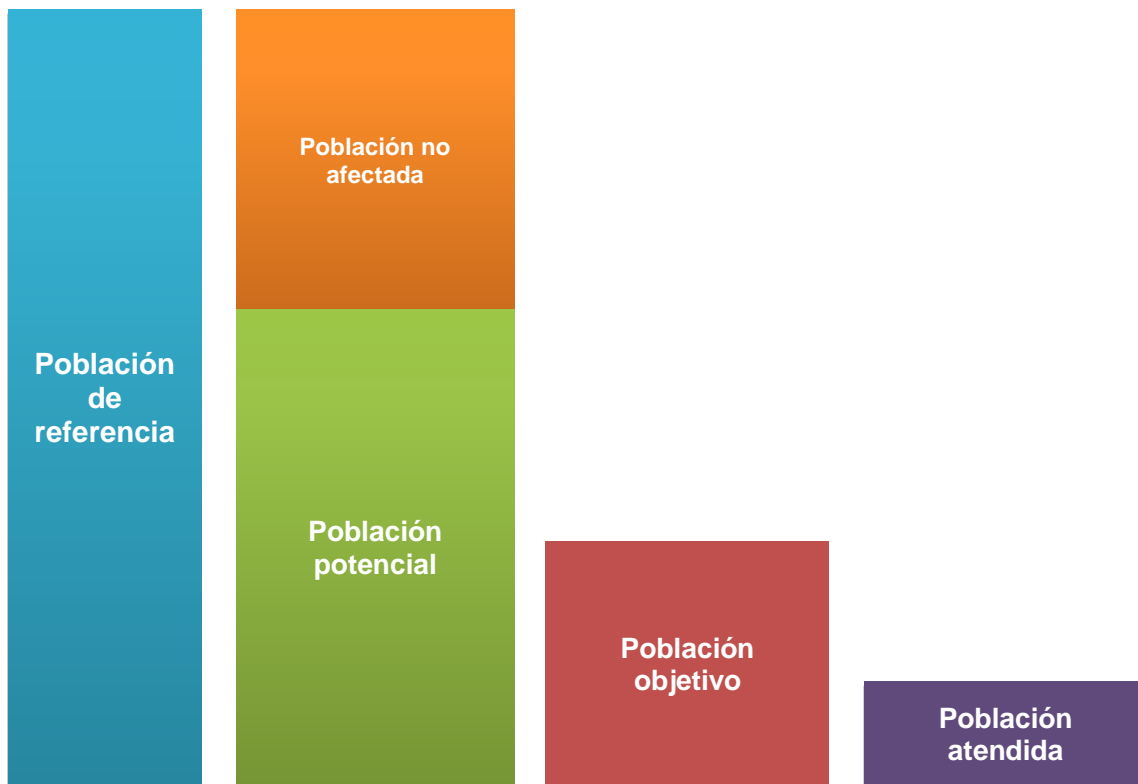 Población no
afectada
Población
de
referencia
Población
potencial
Población
objetivo
Población
atendida